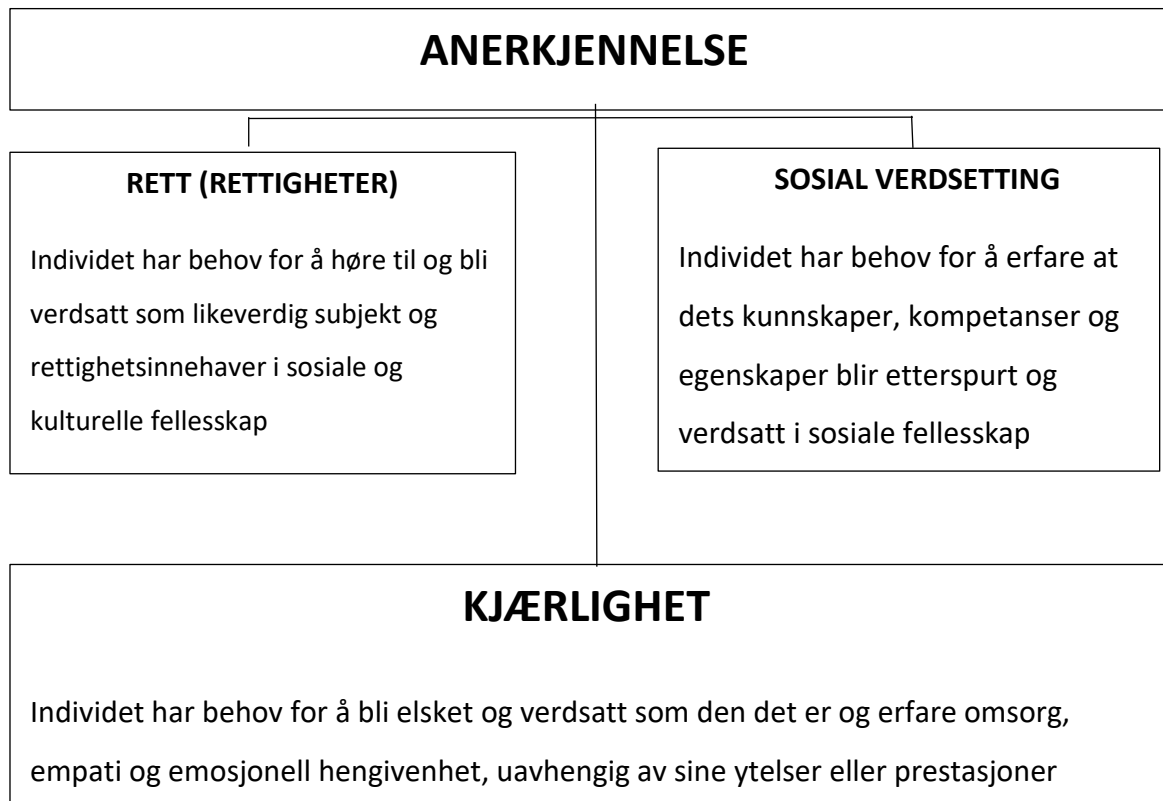 ANERKJENNELSE
RETT (RETTIGHETER)
Individet har behov for å høre til og bli
verdsatt som likeverdig subjekt og
rettighetsinnehaver i sosiale og
kulturelle fellesskap
SOSIAL VERDSETTING
Individet har behov for å erfare at
dets kunnskaper, kompetanser og
egenskaper blir etterspurt og
verdsatt i sosiale fellesskap
KJÆRLIGHET
Individet har behov for å bli elsket og verdsatt som den det er og erfare omsorg,
empati og emosjonell hengivenhet, uavhengig av sine ytelser eller prestasjoner